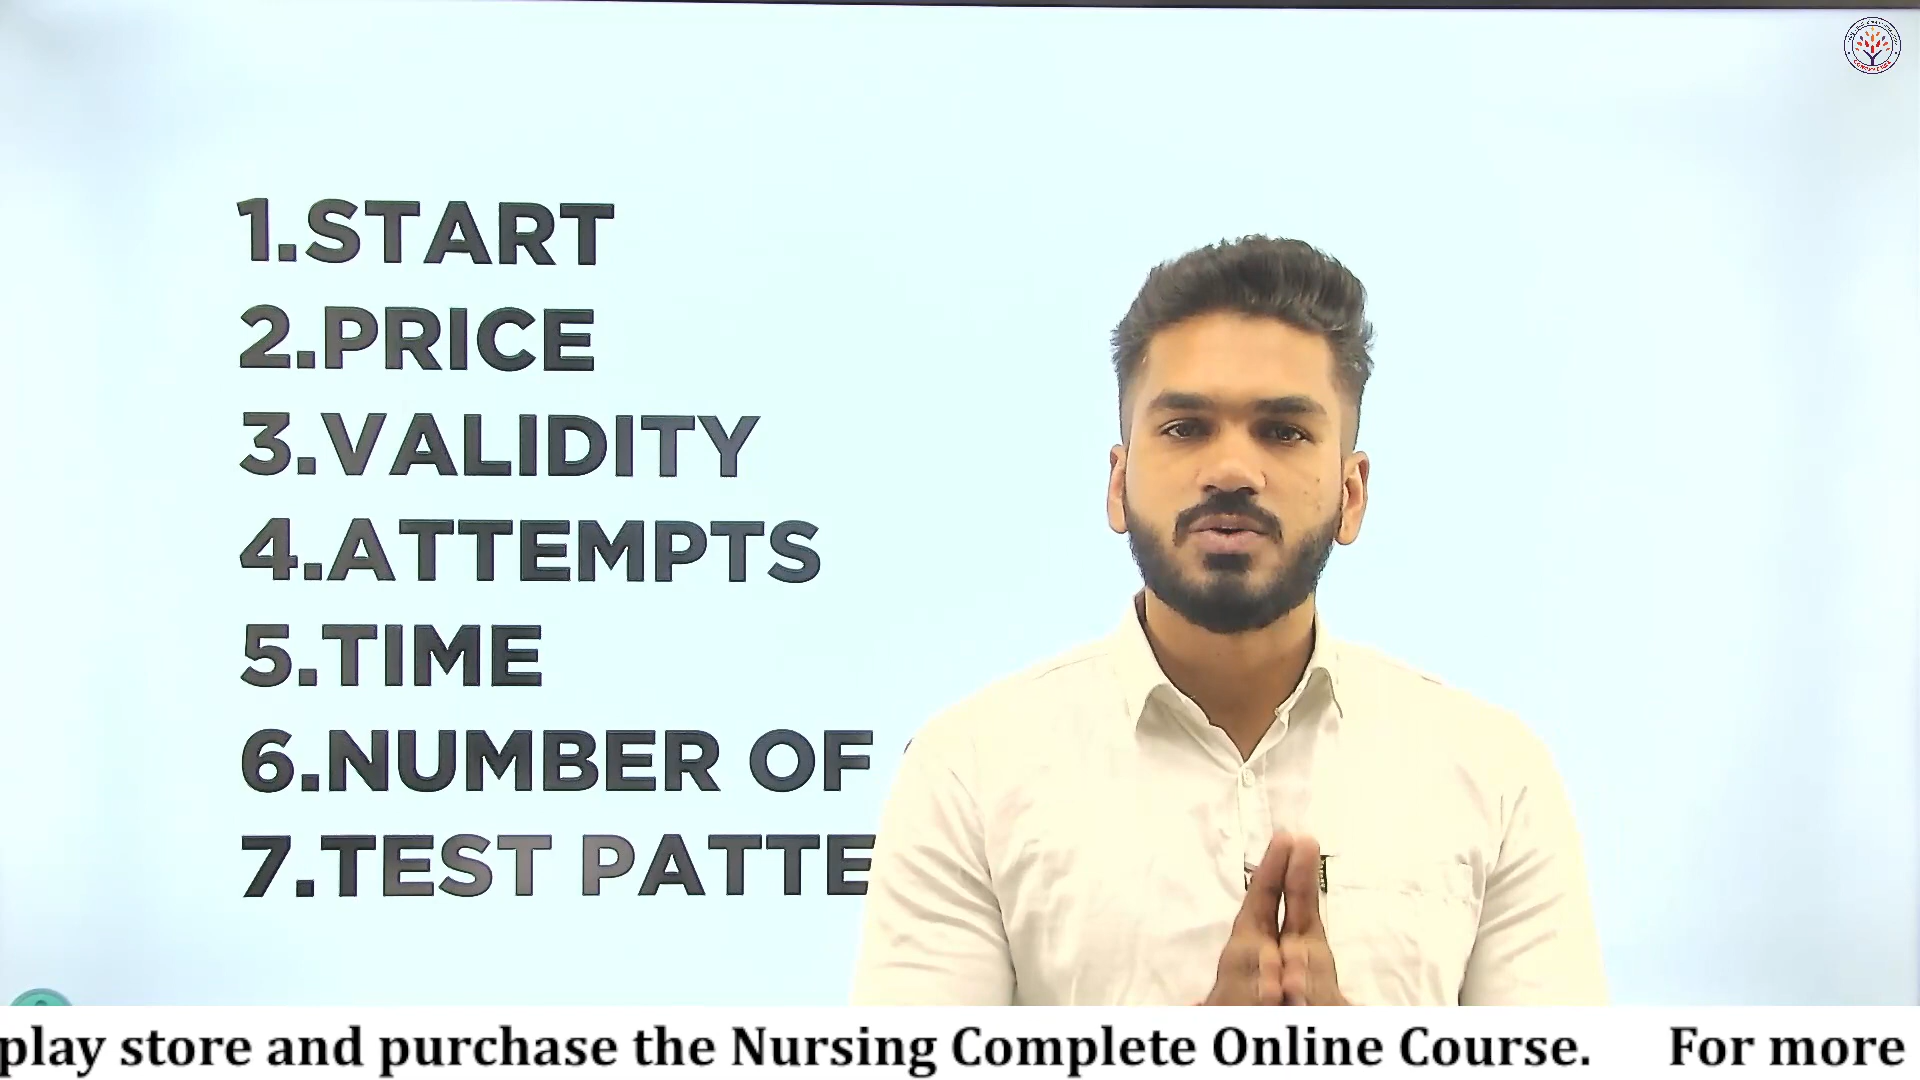 1.START
2.PRICE
3.VALIDITY
4.ATTEMPTS
5.TIME
6.NUMBER OF
7.TEST PATTE
play store and purchase the Nursing Complete Online Course. For more